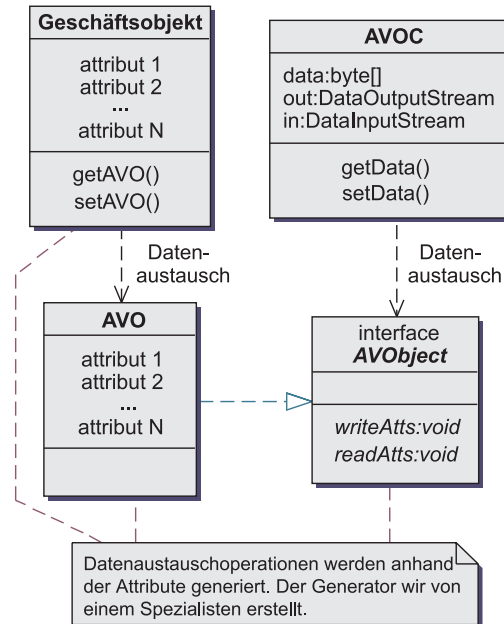 Geschäftsobjekt
attribut 1
attribut 2
...
attribut N
getAVO()
setAVO()
AVOC
data:byte[]
out:DataOutputStream
in:DataInputStream
getData()
setData()
Daten-
austausch
Daten-
austausch
AVO
attribut 1
attribut 2
...
attribut N
interface
AVObject
writeAtts:void
readAtts:void
Datenaustauschoperationen werden anhand
der Attribute generiert. Der Generator wir von
einem Spezialisten erstellt.